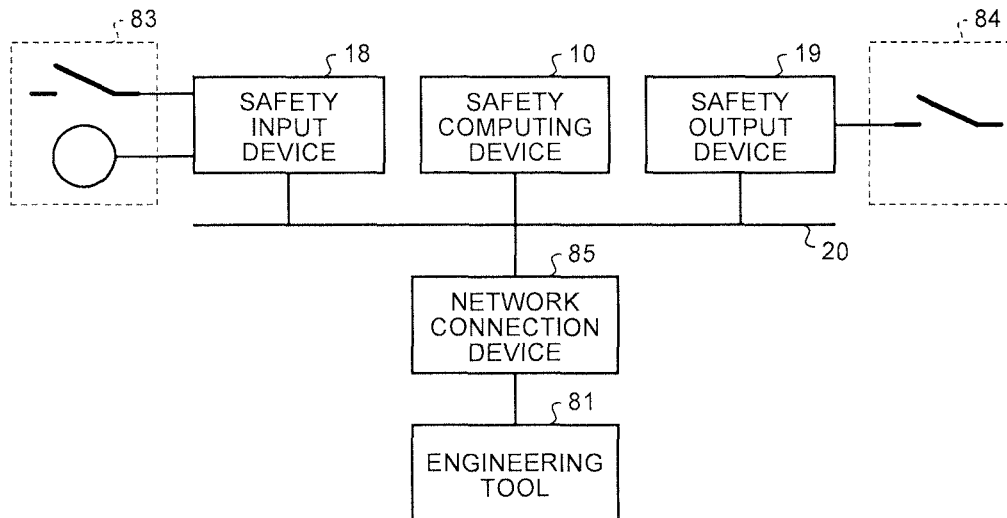 83
18
10
19
84
SAFETY
INPUT
DEVICE
SAFETY
COMPUTING
DEVICE
SAFETY
OUTPUT
DEVICE
20
85
NETWORK
CONNECTION
DEVICE
81
ENGINEERING
TOOL